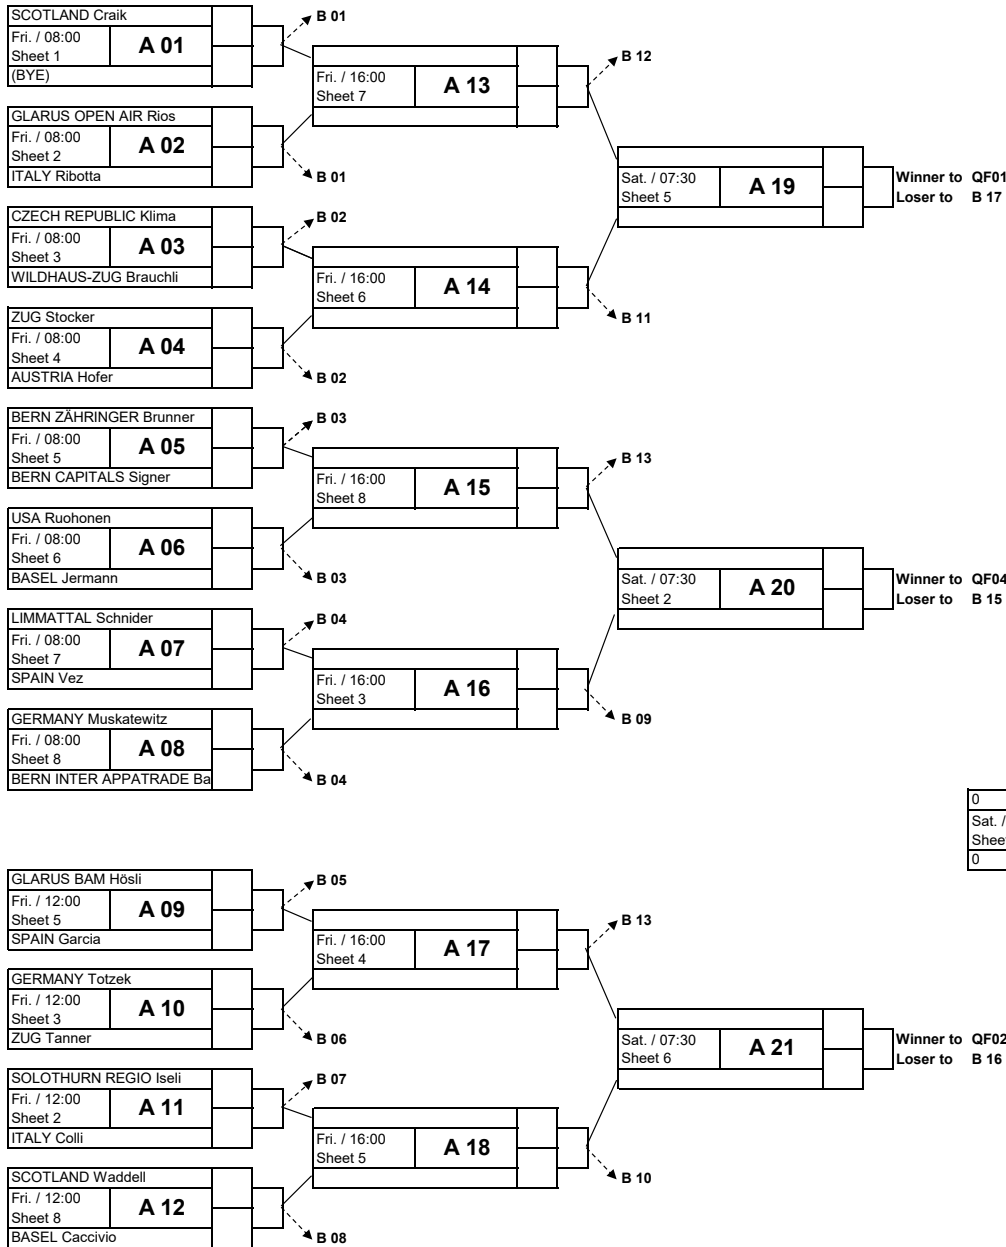 SCOTLAND Craik
Fri. / 08:00
Sheet 1
A 01
(BYE)
B 01
GLARUS OPEN AIR Rios
Fri. / 08:00
Sheet 2
A 02
ITALY Ribotta
B 01
Fri. / 16:00
Sheet 7
A 13
B 12
CZECH REPUBLIC Klima
Fri. / 08:00
Sheet 3
A 03
WILDHAUS-ZUG Brauchli
B 02
ZUG Stocker
Fri. / 08:00
Sheet 4
A 04
AUSTRIA Hofer
B 02
Fri. / 16:00
Sheet 6
A 14
B 11
Sat. / 07:30
Sheet 5
A 19
Winner to QF01
Loser to B 17
BERN ZÄHRINGER Brunner
Fri. / 08:00
Sheet 5
A 05
BERN CAPITALS Signer
B 03
USA Ruohonen
Fri. / 08:00
Sheet 6
A 06
BASEL Jermann
B 03
Fri. / 16:00
Sheet 8
A 15
B 13
LIMMATTAL Schnider
Fri. / 08:00
Sheet 7
A 07
SPAIN Vez
B 04
GERMANY Muskatewitz
Fri. / 08:00
Sheet 8
A 08
BERN INTER APPATRADE Ba
B 04
Fri. / 16:00
Sheet 3
A 16
B 09
Sat. / 07:30
Sheet 2
A 20
Winner to QF04
Loser to B 15
0
Sat. /
Shee
0
GLARUS BAM Hösli
Fri. / 12:00
Sheet 5
A 09
SPAIN Garcia
B 05
GERMANY Totzek
Fri. / 12:00
Sheet 3
A 10
ZUG Tanner
B 06
Fri. / 16:00
Sheet 4
A 17
B 13
SOLOTHURN REGIO Iseli
Fri. / 12:00
Sheet 2
A 11
ITALY Colli
B 07
SCOTLAND Waddell
Fri. / 12:00
Sheet 8
A 12
BASEL Caccivio
B 08
Fri. / 16:00
Sheet 5
A 18
B 10
Sat. / 07:30
Sheet 6
A 21
Winner to QF02
Loser to B 16